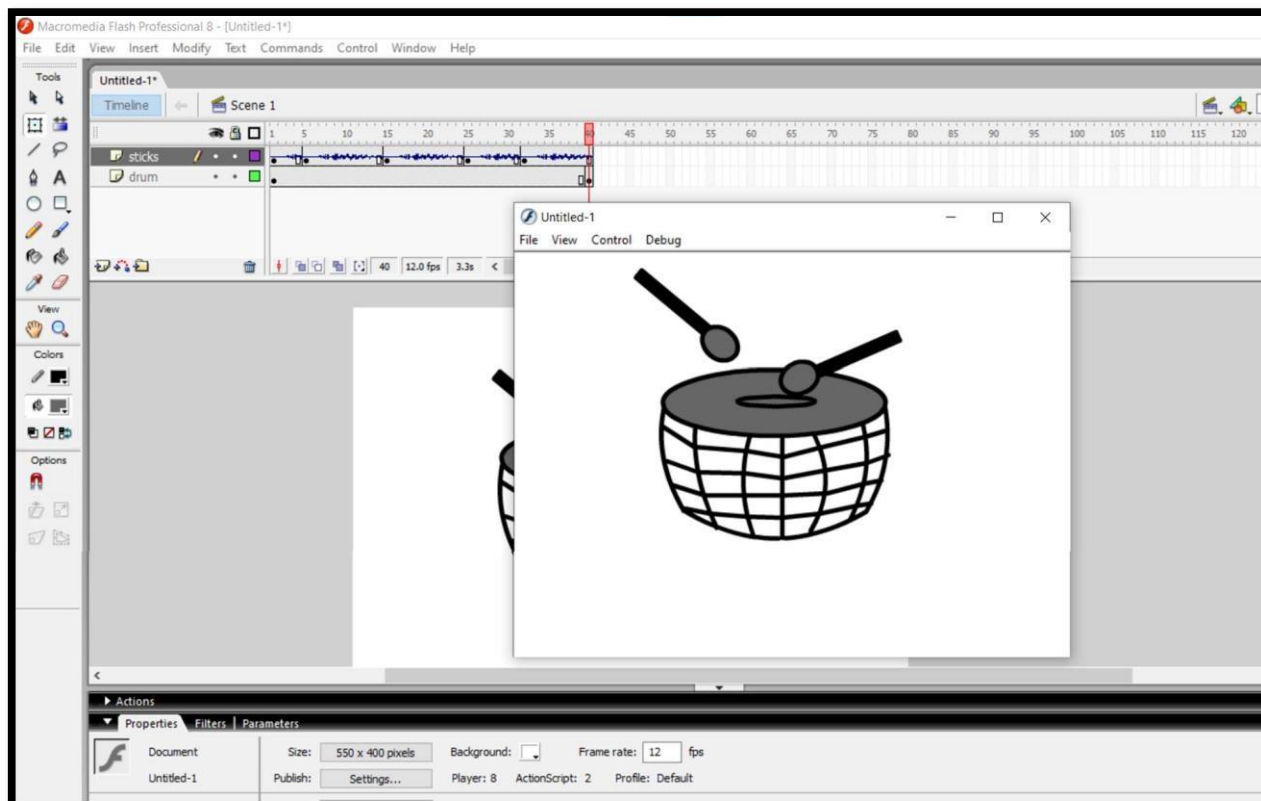 Macromedia Flash Professional 8 - [Untitled-1*]
File Edit View Insert Modify Text Commands Control Window Help
Tools
Untitled-1*
Timeline Scene 1
1 5 10 15 20 25 30 35 40 45 50 55 60 65 70 75 80 85 90 95 100 105 110 115 120
sticks
drum
Untitled-1
File View Control Debug
40 12.0 fps 3.3s
View
Colors
Options
Actions
Properties Filters Parameters
Document Size: 550 x 400 pixels Background: Frame rate: 12 fps
Untitled-1 Publish: Settings... Player: 8 ActionScript: 2 Profile: Default